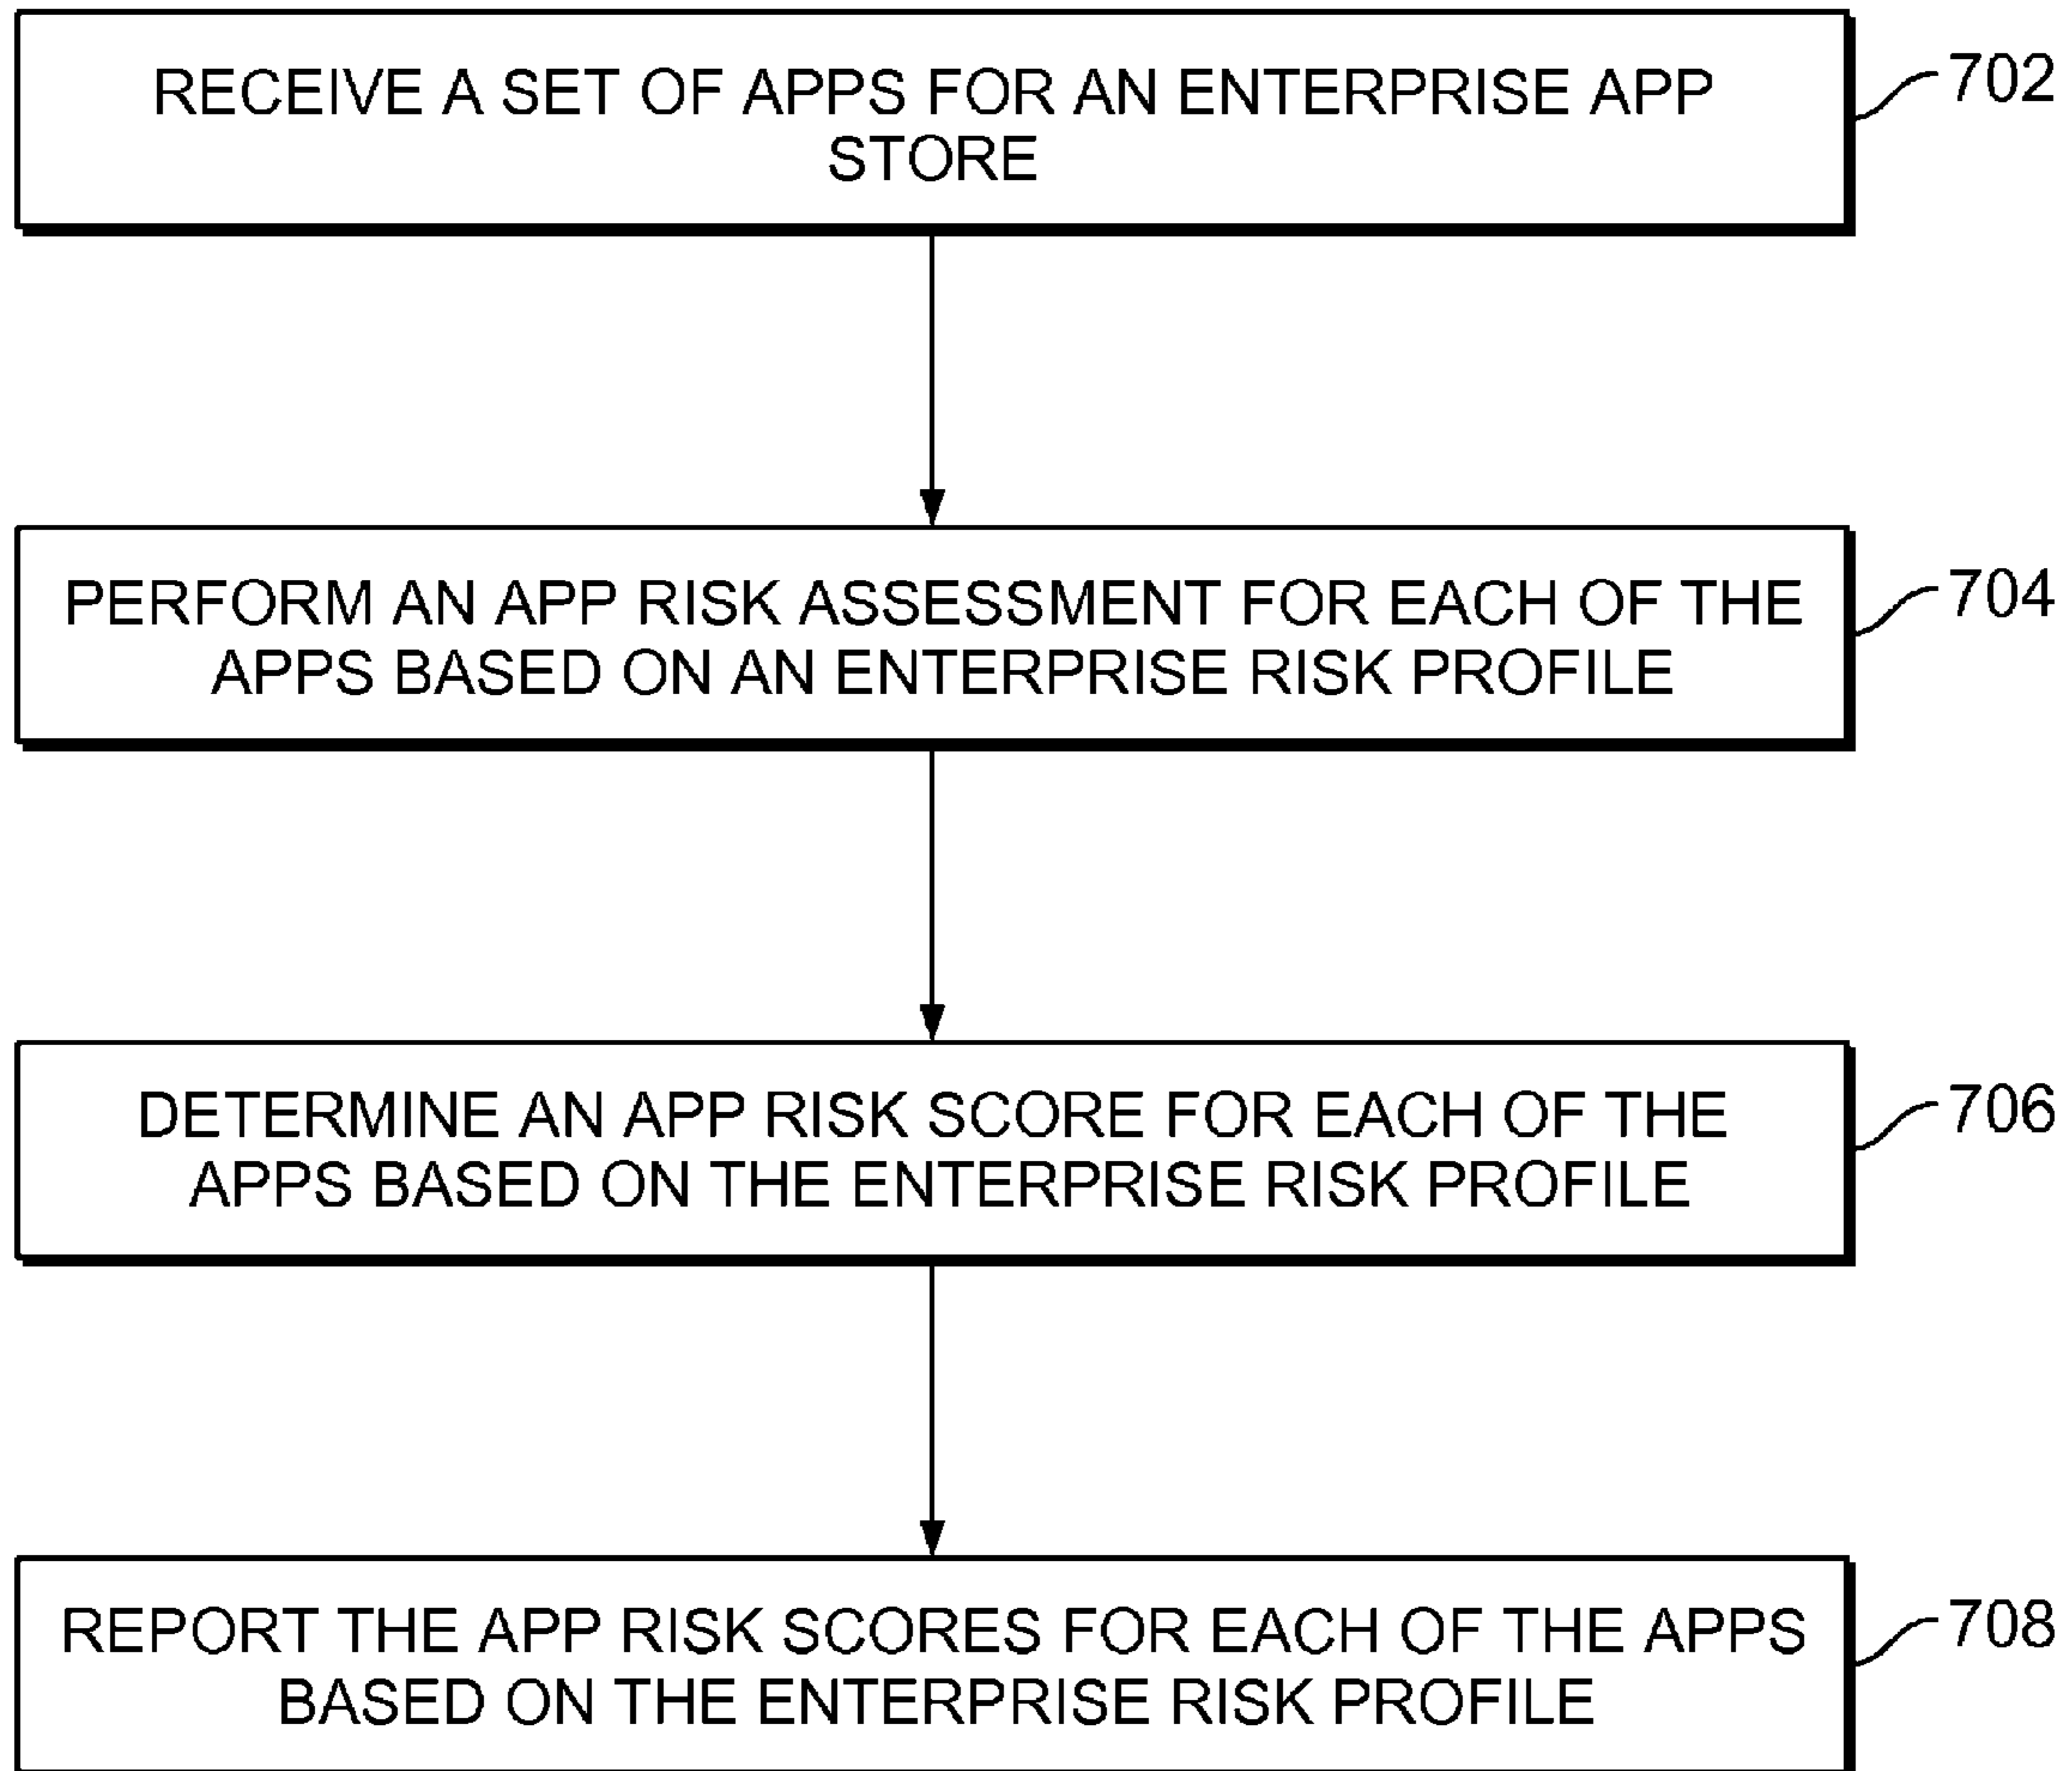 RECEIVE A SET OF APPS FOR AN ENTERPRISE APP
STORE
702
PERFORM AN APP RISK ASSESSMENT FOR EACH OF THE
APPS BASED ON AN ENTERPRISE RISK PROFILE
704
DETERMINE AN APP RISK SCORE FOR EACH OF THE
APPS BASED ON THE ENTERPRISE RISK PROFILE
706
REPORT THE APP RISK SCORES FOR EACH OF THE APPS
BASED ON THE ENTERPRISE RISK PROFILE
708